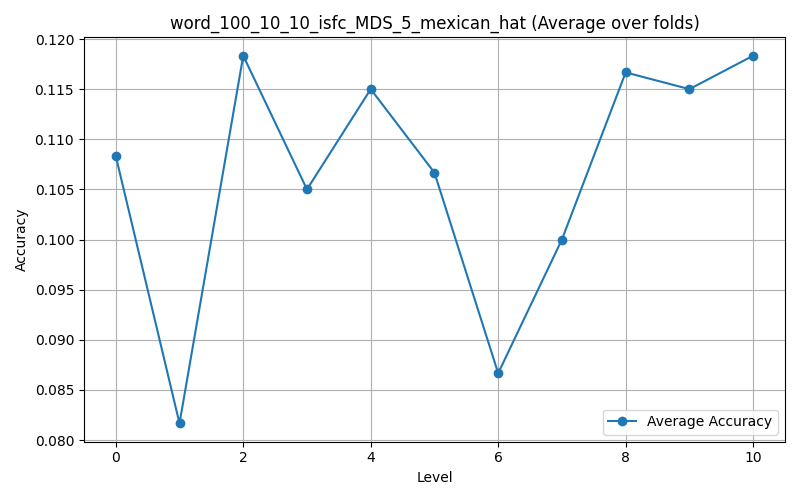 word_100_10_10_isfc_MDS_5_mexican_hat (Average over folds)
0.120
0.115
0.110
0.105
0.100
0.095
0.090
0.085
0.080
Accuracy
0 2 4 6 8 10
Level
Average Accuracy